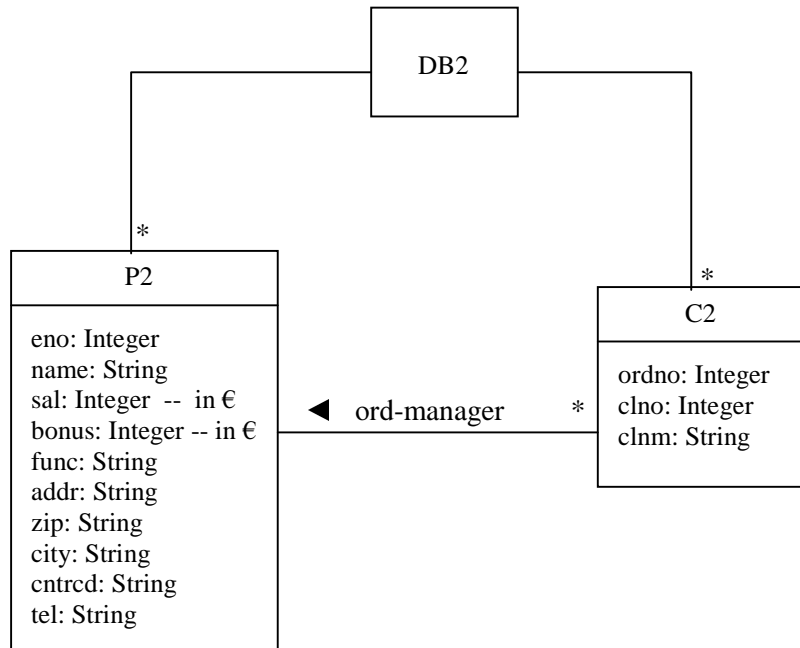 DB2
*
*
P2
eno: Integer
name: String
sal: Integer -- in €
bonus: Integer -- in €
func: String
addr: String
zip: String
city: String
cntrcd: String
tel: String
ord-manager
*
C2
ordno: Integer
clno: Integer
clnm: String